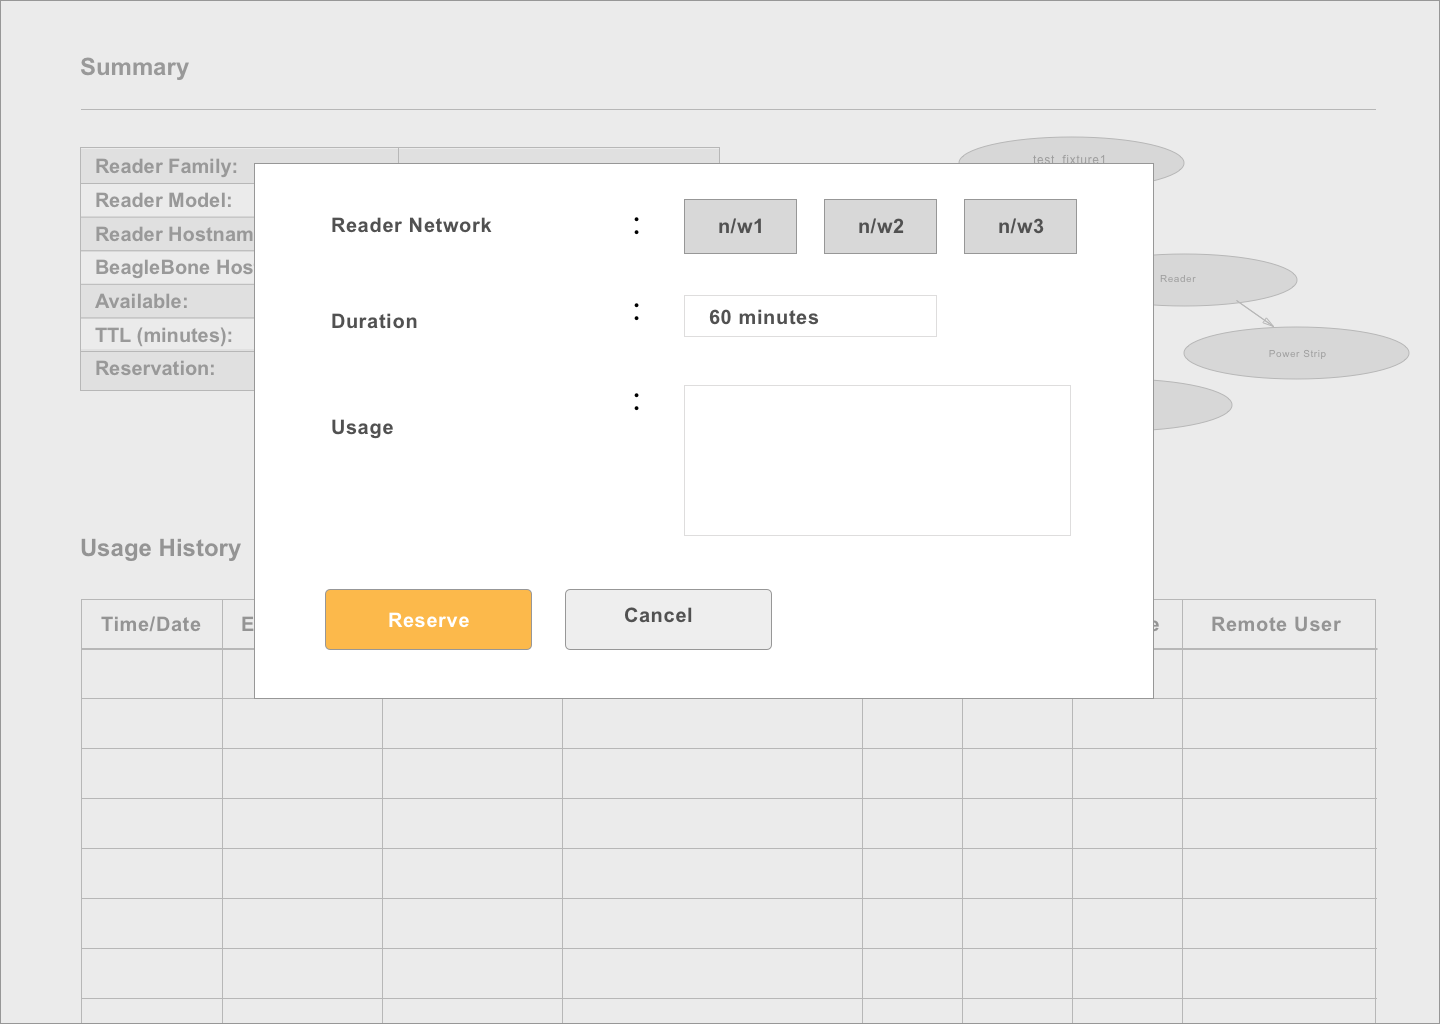 Summary
test_fixture1
Reader Family:
Reader Model:
Reader Hostnam
BeagleBone Hos
Available:
TTL (minutes):
Reservation:
Reader Network : n/w1 n/w2 n/w3
Duration : 60 minutes
Usage :
Reserve Cancel
Reader
Power Strip
Usage History
Time/Date E e Remote User